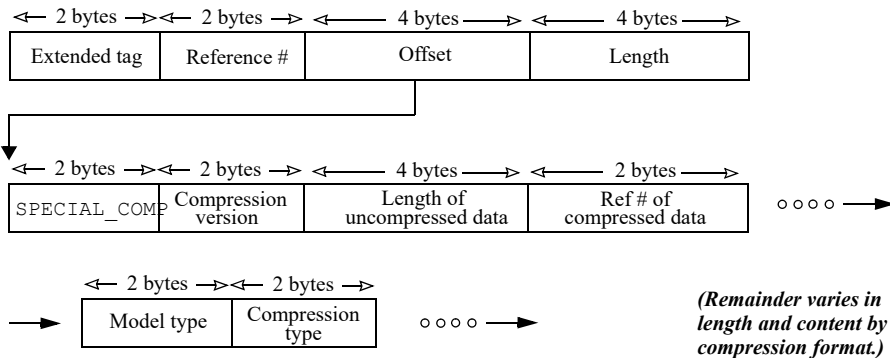 2 bytes 2 bytes 4 bytes 4 bytes
Extended tag Reference # Offset Length
2 bytes 2 bytes 4 bytes 2 bytes
SPECIAL_COMP Compression version Length of uncompressed data Ref # of compressed data
2 bytes 2 bytes
Model type Compression type
(Remainder varies in
length and content by
compression format.)